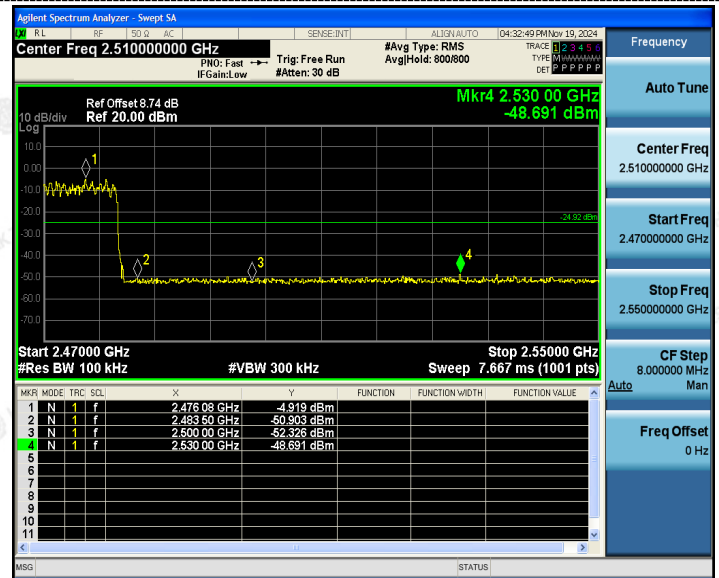 Agilent Spectrum Analyzer - Swept SA
LXI RL RF 50 Ω AC SENSE:INT ALIGN AUTO 04:32:49 PM Nov 19, 2024
Center Freq 2.510000000 GHz
PNO: Fast
IFGain:Low
Trig: Free Run
#Atten: 30 dB
#Avg Type: RMS
Avg|Hold: 800/800
TRACE 1 2 3 4 5 6
TYPE MWWWWW
DET P P P P P P
Ref Offset 8.74 dB
10 dB/div Ref 20.00 dBm
Log
Mkr4 2.530 00 GHz
-48.691 dBm
10.0
0.00
-10.0
-20.0
-30.0
-40.0
-50.0
-60.0
-70.0
1
2
3
4
-24.92 dBm
Start 2.47000 GHz Stop 2.55000 GHz
#Res BW 100 kHz #VBW 300 kHz Sweep 7.667 ms (1001 pts)
MKR MODE TRC SCL X Y FUNCTION FUNCTION WIDTH FUNCTION VALUE
1 N 1 f 2.476 08 GHz -4.919 dBm
2 N 1 f 2.483 50 GHz -50.903 dBm
3 N 1 f 2.500 00 GHz -52.326 dBm
4 N 1 f 2.530 00 GHz -48.691 dBm
5
6
7
8
9
10
11
MSG STATUS
Frequency
Auto Tune
Center Freq
2.510000000 GHz
Start Freq
2.470000000 GHz
Stop Freq
2.550000000 GHz
CF Step
8.000000 MHz
Auto Man
Freq Offset
0 Hz